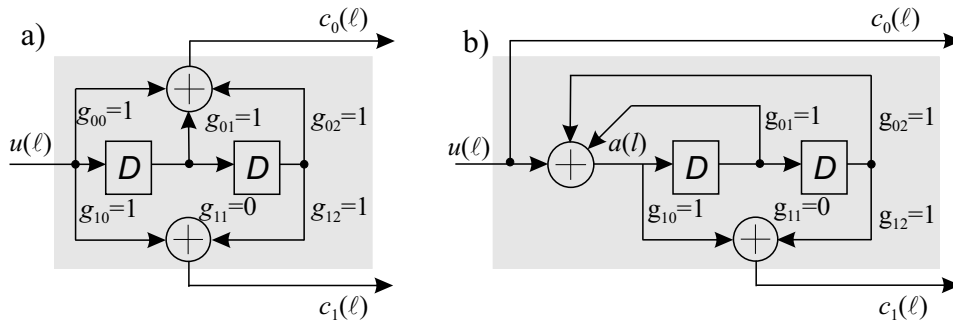 a)
c₀(ℓ)
g₀₀=1
g₀₁=1
g₀₂=1
u(ℓ)
D
D
g₁₀=1
g₁₁=0
g₁₂=1
c₁(ℓ)
b)
c₀(ℓ)
g₀₁=1
g₀₂=1
u(ℓ)
a(l)
D
D
g₁₀=1
g₁₁=0
g₁₂=1
c₁(ℓ)